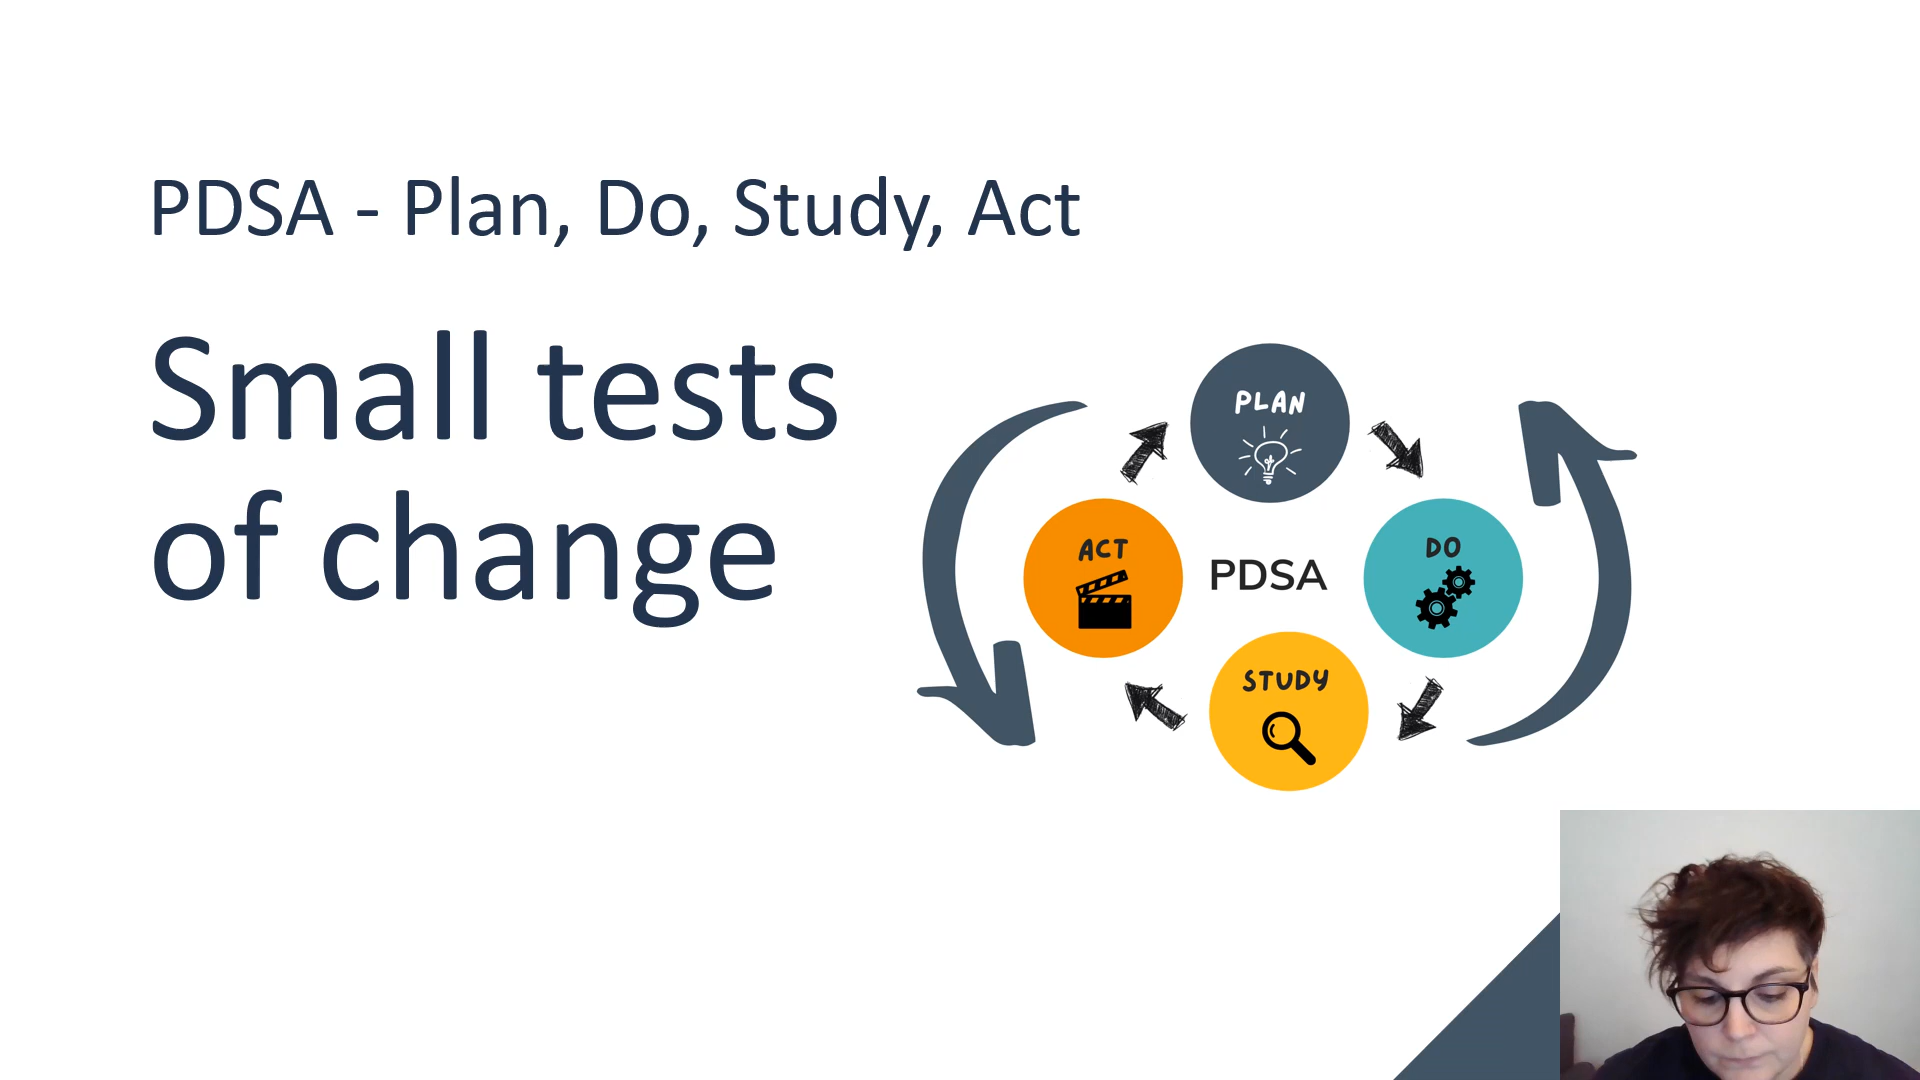 PDSA - Plan, Do, Study, Act
Small tests
of change
PLAN
ACT
PDSA
DO
STUDY